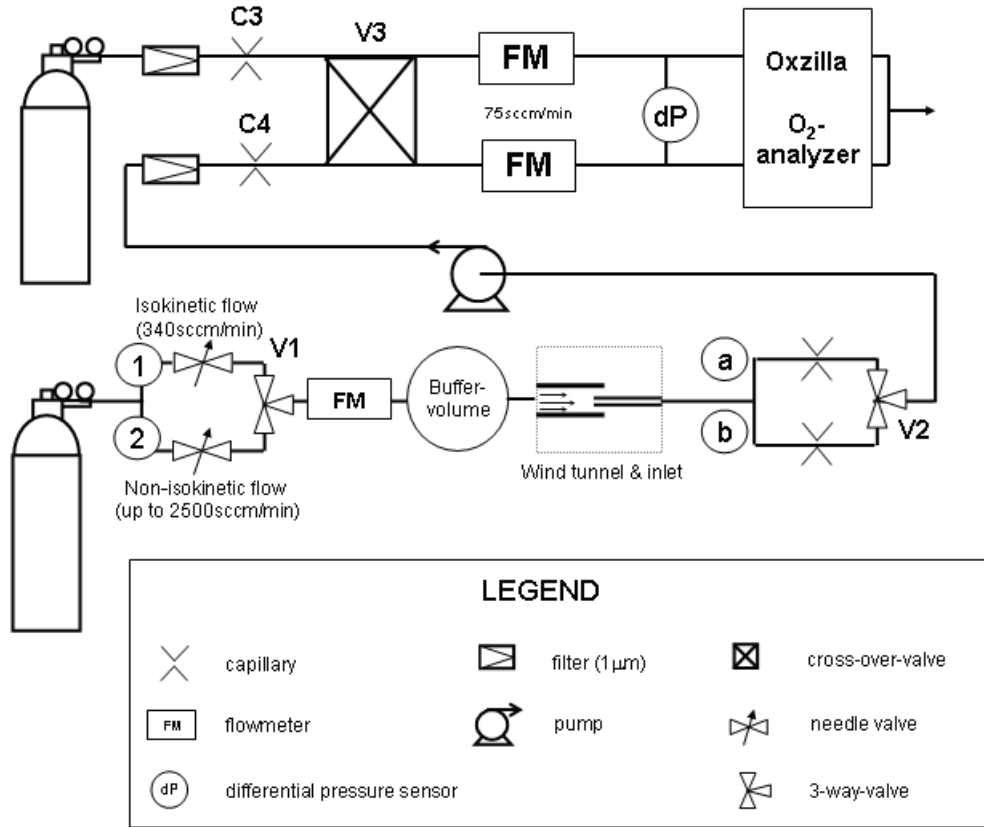 C3
V3
FM
Oxzilla
O2-
analyzer
75sccm/min
dP
C4
FM
Isokinetic flow
(340sccm/min)
V1
1
2
FM
Buffer-
volume
a
b
V2
Wind tunnel & inlet
Non-isokinetic flow
(up to 2500sccm/min)
LEGEND
capillary
filter (1μm)
cross-over-valve
FM
flowmeter
pump
needle valve
dP
differential pressure sensor
3-way-valve